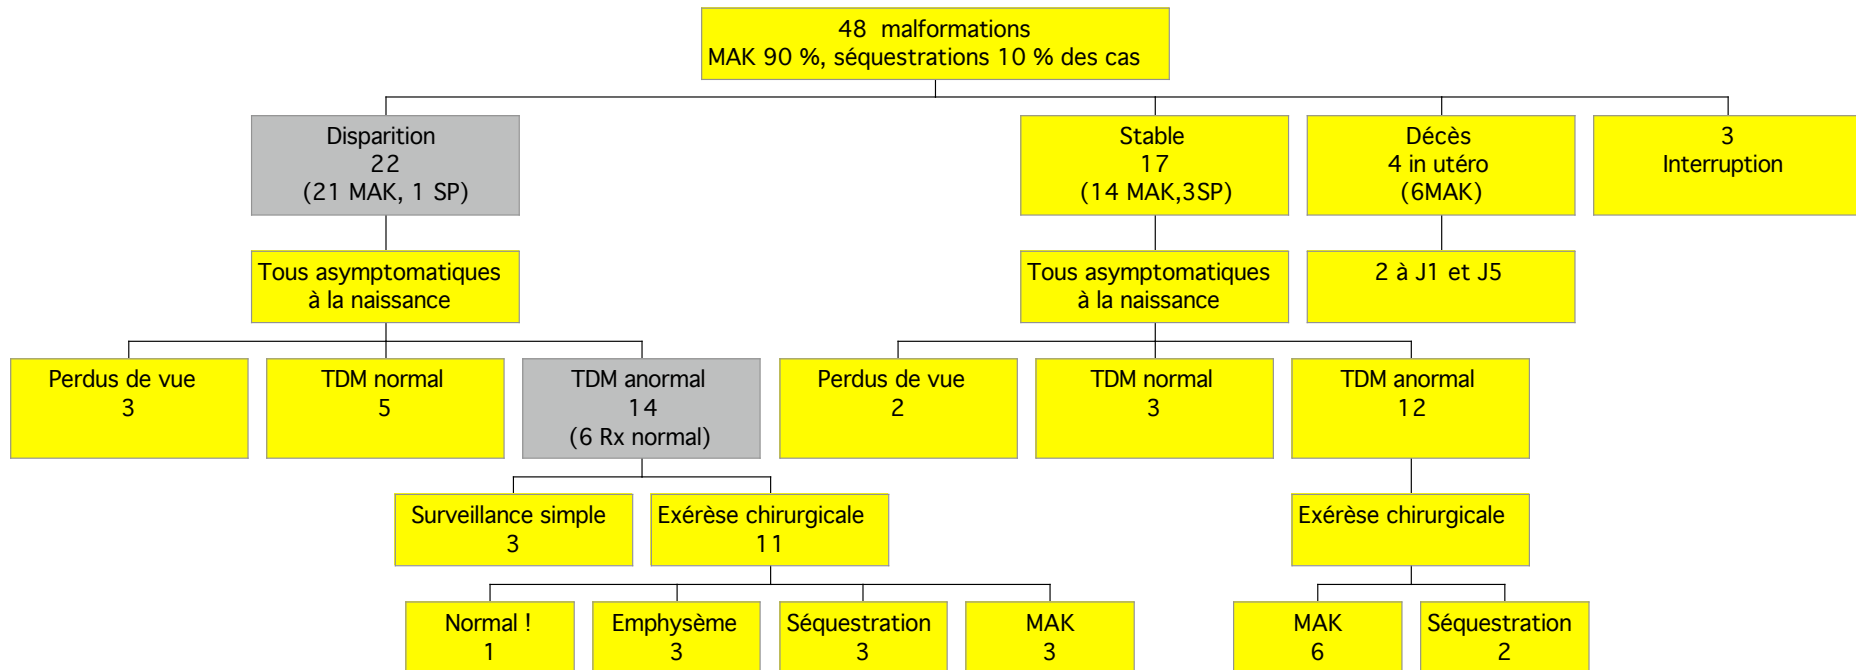 48 malformations
MAK 90 %, séquestrations 10 % des cas
Disparition
22
(21 MAK, 1 SP)
Stable
17
(14 MAK,3SP)
Décès
4 in utéro
(6MAK)
3
Interruption
Tous asymptomatiques
à la naissance
Tous asymptomatiques
à la naissance
2 à J1 et J5
Perdus de vue
3
TDM normal
5
TDM anormal
14
(6 Rx normal)
Perdus de vue
2
TDM normal
3
TDM anormal
12
Surveillance simple
3
Exérèse chirurgicale
11
Exérèse chirurgicale
Normal !
1
Emphysème
3
Séquestration
3
MAK
3
MAK
6
Séquestration
2